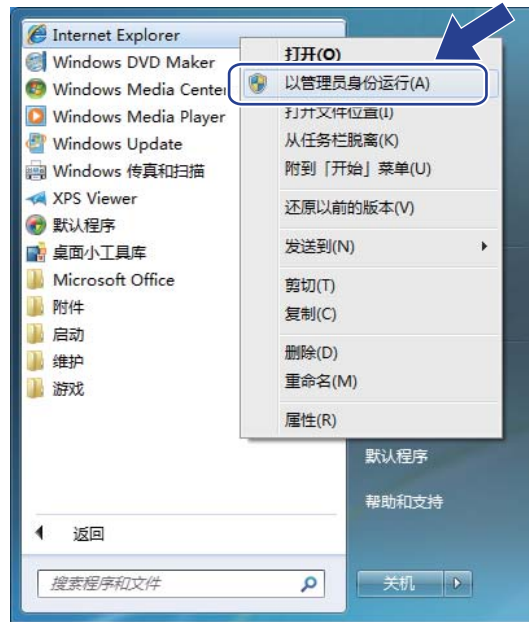 Internet Explorer
Windows DVD Maker
Windows Media Center
Windows Media Player
Windows Update
Windows 传真和扫描
XPS Viewer
默认程序
桌面小工具库
Microsoft Office
附件
启动
维护
游戏
返回
搜索程序和文件
打开(O)
以管理员身份运行(A)
打开文件位置(I)
从任务栏脱离(K)
附到「开始」菜单(U)
还原以前的版本(V)
发送到(N)
剪切(T)
复制(C)
删除(D)
重命名(M)
属性(R)
默认程序
帮助和支持
关机